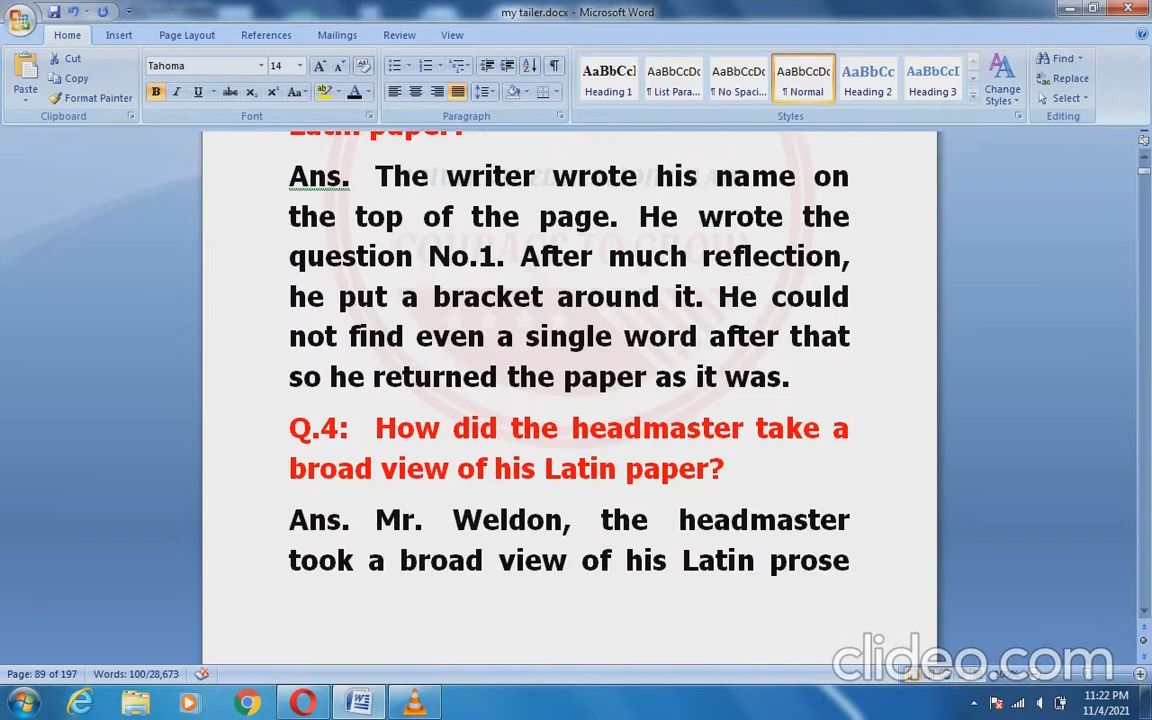 my tailer.docx - Microsoft Word
Home Insert Page Layout References Mailings Review View
Paste
Cut
Copy
Format Painter
Clipboard
Tahoma 14
Font
Paragraph
AaBbCcI AaBbCcDc AaBbCcDc AaBbCcDc AaBbCc AaBbCcI
Heading 1 ¶ List Para... ¶ No Spaci... ¶ Normal Heading 2 Heading 3
Change Styles
Styles
Find
Replace
Select
Editing
Latin paper?
Ans. The writer wrote his name on
the top of the page. He wrote the
question No.1. After much reflection,
he put a bracket around it. He could
not find even a single word after that
so he returned the paper as it was.
Q.4: How did the headmaster take a
broad view of his Latin paper?
Ans. Mr. Weldon, the headmaster
took a broad view of his Latin prose
COURAGE TO GROW
clideo.com
Page: 89 of 197 Words: 100/28,673
11:22 PM
11/4/2021